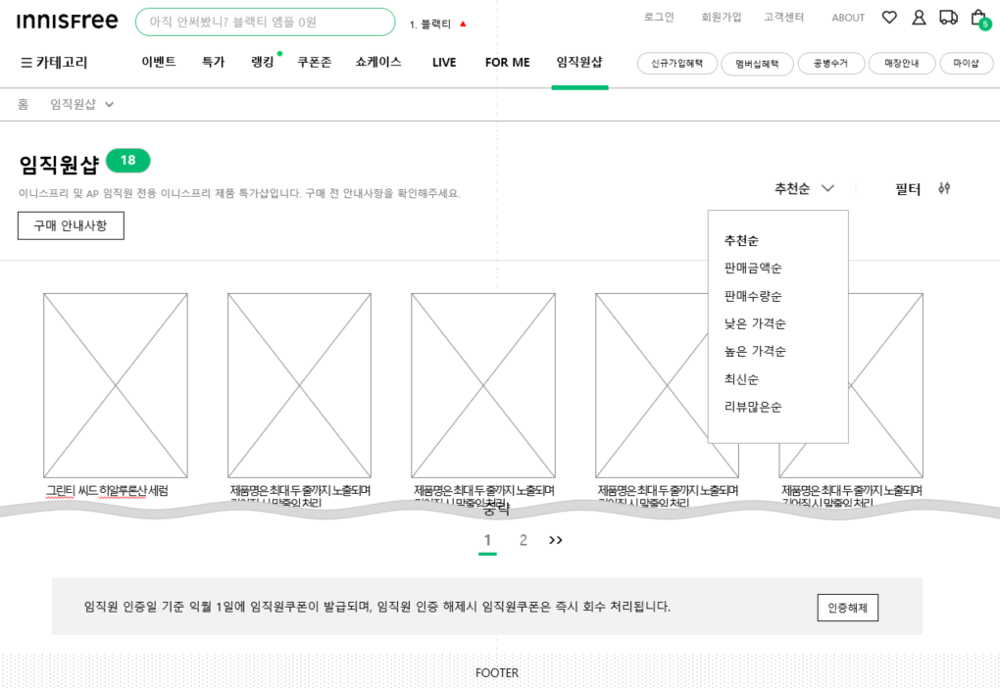 INNISFREE
아직 안써봤니? 블랙티 엠플 0원
1. 블랙티
로그인
회원가입
고객센터
ABOUT
5
카테고리
이벤트
특가
랭킹
쿠폰존
쇼케이스
LIVE
FOR ME
임직원샵
신규가입혜택
멤버십혜택
공병수거
매장안내
마이샵
홈
임직원샵
임직원샵
18
이니스프리 및 AP 임직원 전용 이니스프리 제품 특가샵입니다. 구매 전 안내사항을 확인해주세요.
구매 안내사항
추천순
필터
추천순
판매금액순
판매수량순
낮은 가격순
높은 가격순
최신순
리뷰많은순
그린티 씨드 히알루론산 세럼
제품명은 최대 두 줄까지 노출되며
길어질 시 말줄임 처리
제품명은 최대 두 줄까지 노출되며
길어질 시 말줄임 처리
제품명은 최대 두 줄까지 노출되며
길어질 시 말줄임 처리
제품명은 최대 두 줄까지 노출되며
길어질 시 말줄임 처리
중략
1
2
>>
임직원 인증일 기준 익월 1일에 임직원쿠폰이 발급되며, 임직원 인증 해제시 임직원쿠폰은 즉시 회수 처리됩니다.
인증해제
FOOTER